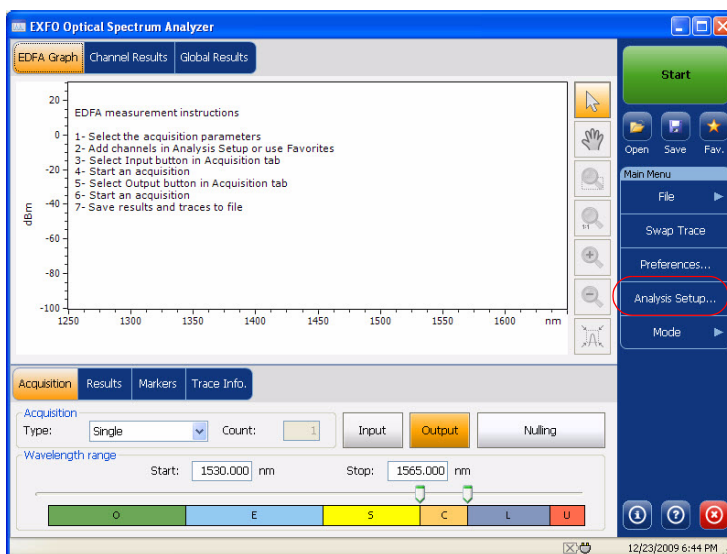 EXFO Optical Spectrum Analyzer
EDFA Graph Channel Results Global Results
EDFA measurement instructions
1- Select the acquisition parameters
2- Add channels in Analysis Setup or use Favorites
3- Select Input button in Acquisition tab
4- Start an acquisition
5- Select Output button in Acquisition tab
6- Start an acquisition
7- Save results and traces to file
dBm
20
0
-20
-40
-60
-80
-100
1250 1300 1350 1400 1450 1500 1550 1600 nm
1:1
Start
Open Save Fav.
Main Menu
File
Swap Trace
Preferences...
Analysis Setup...
Mode
Acquisition Results Markers Trace Info.
Acquisition
Type: Single Count: 1 Input Output Nulling
Wavelength range
Start: 1530.000 nm Stop: 1565.000 nm
O E S C L U
12/23/2009 6:44 PM